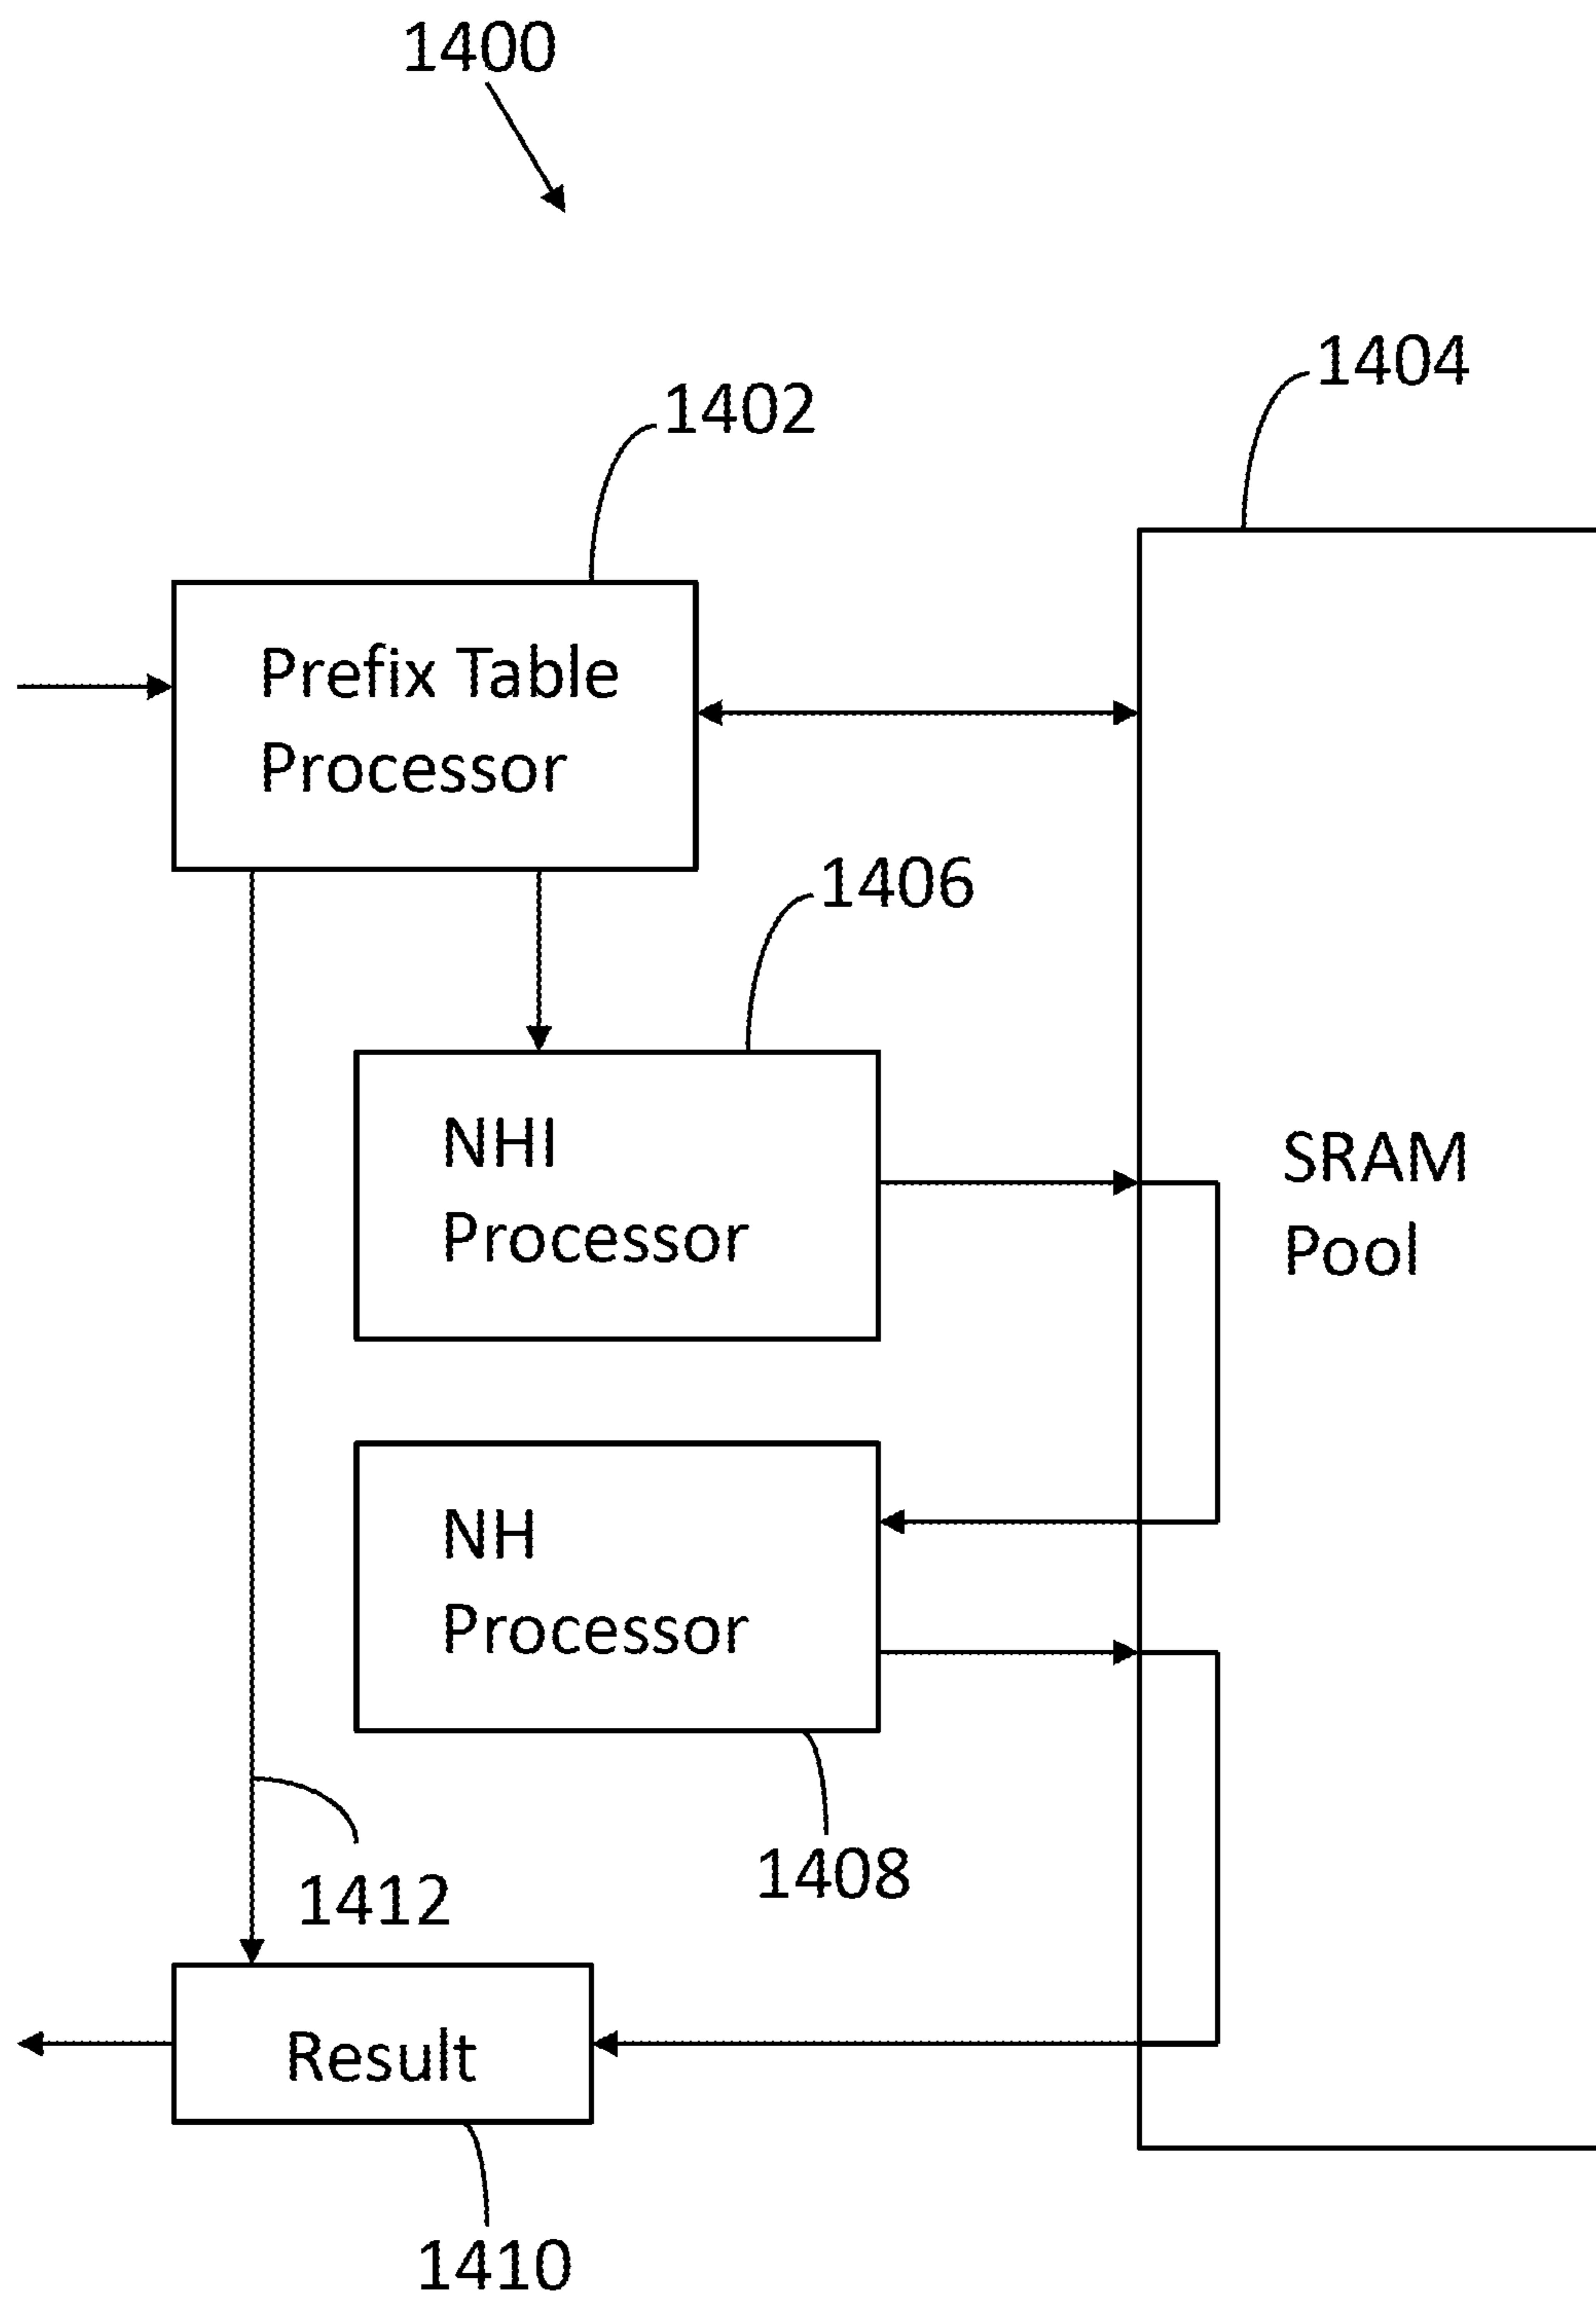 1400
1404
1402
Prefix Table
Processor
1406
NHI
Processor
SRAM
Pool
NH
Processor
1408
1412
Result
1410